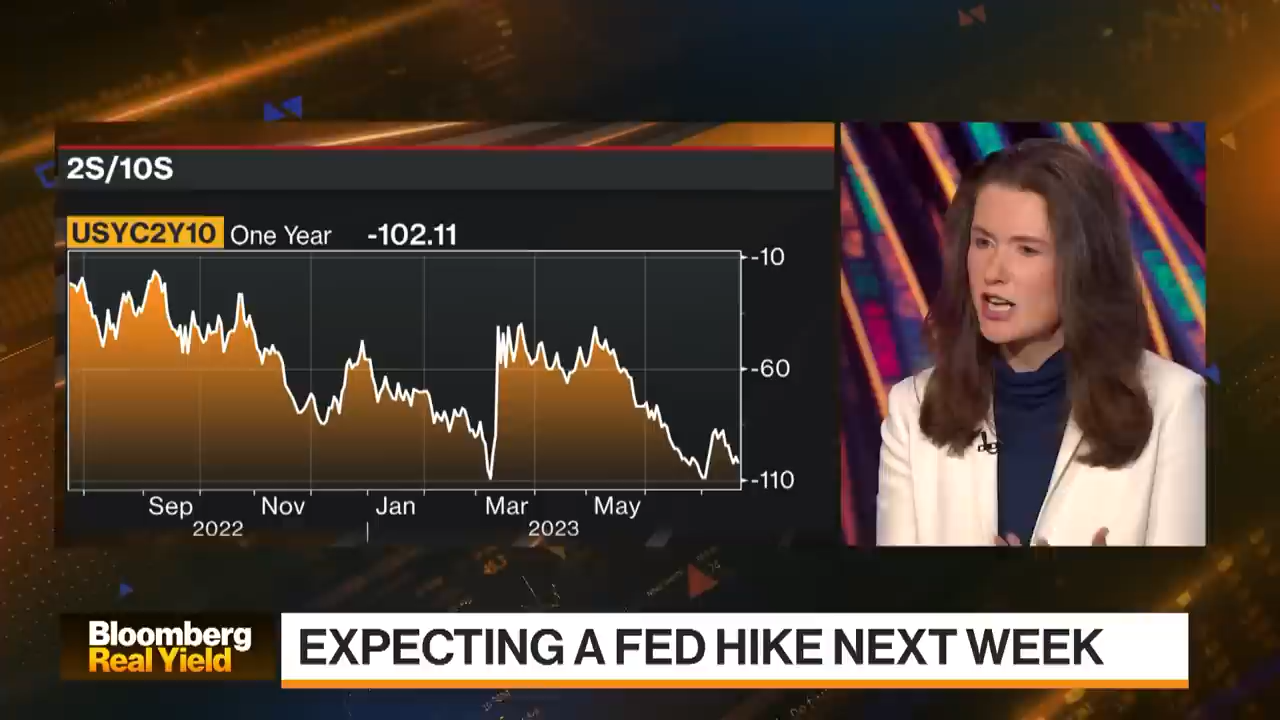 2S/10S
USYC2Y10 One Year -102.11
-10
-60
-110
Sep Nov Jan Mar May
2022 2023
Bloomberg
Real Yield
EXPECTING A FED HIKE NEXT WEEK